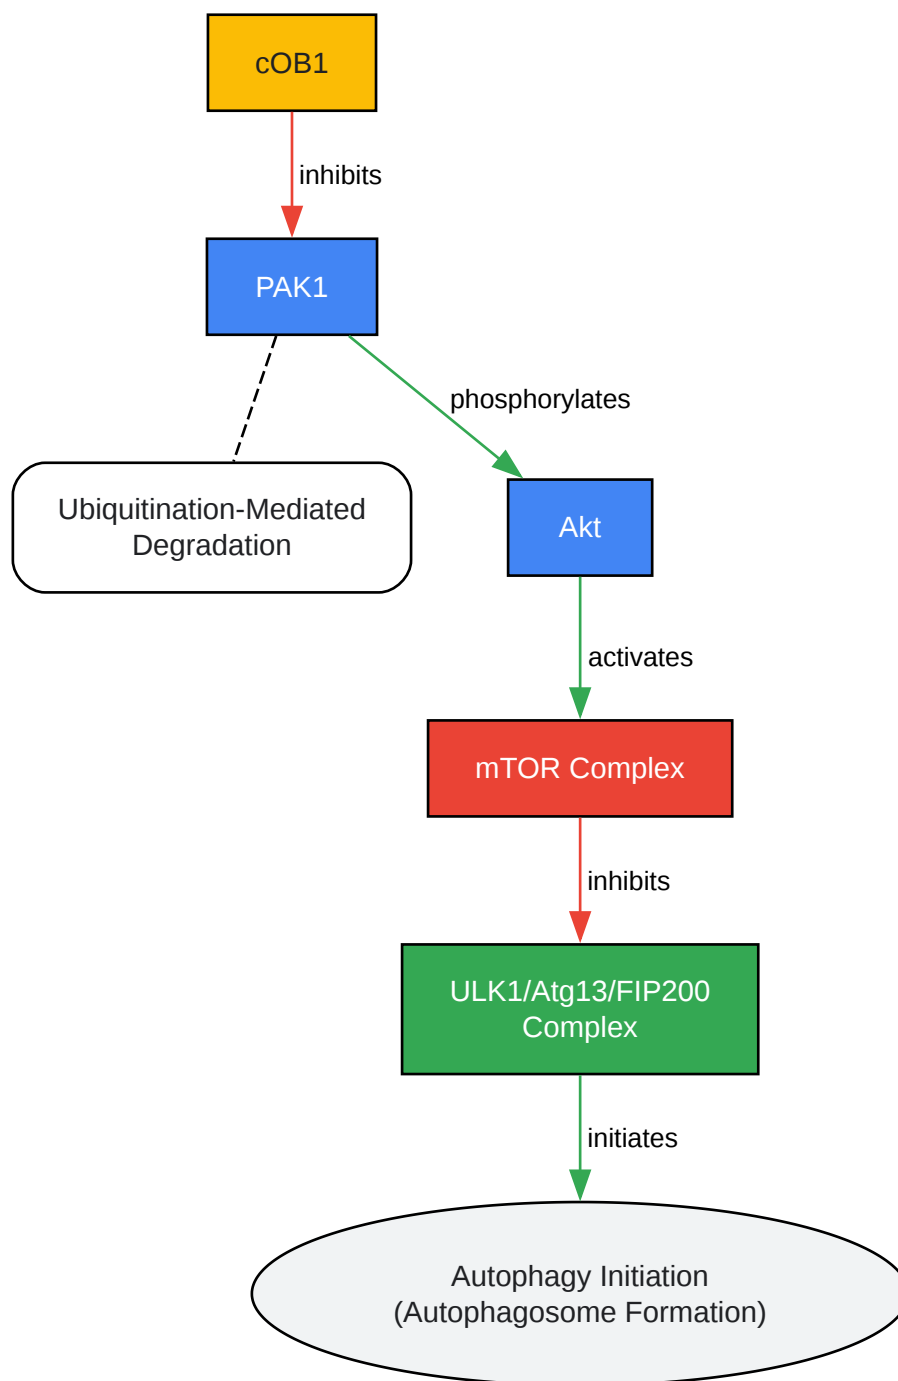 cOB1
inhibits
PAK1
phosphorylates
Ubiquitination-Mediated
Degradation
Akt
activates
mTOR Complex
inhibits
ULK1/Atg13/FIP200
Complex
initiates
Autophagy Initiation
(Autophagosome Formation)